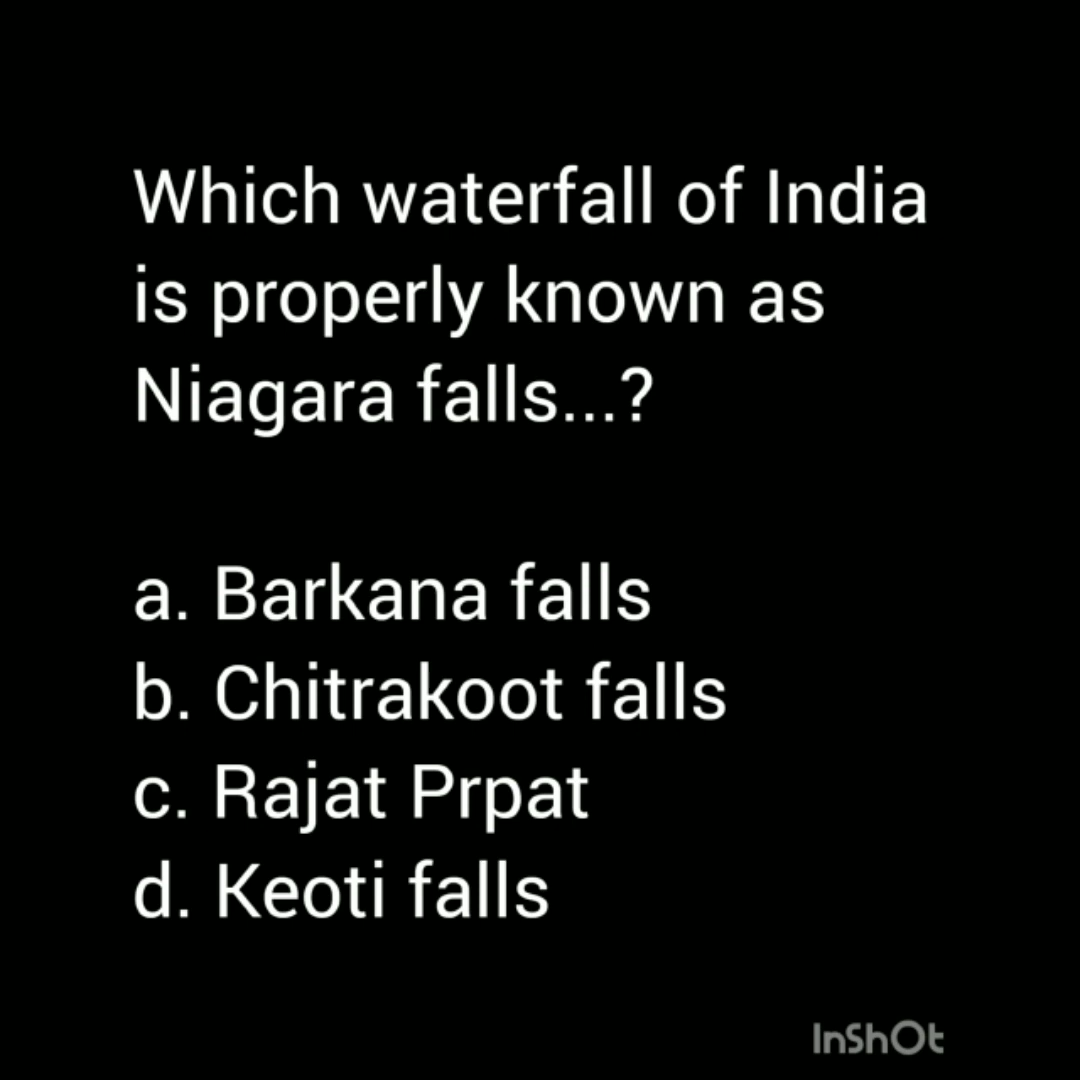 Which waterfall of India
is properly known as
Niagara falls...?
a. Barkana falls
b. Chitrakoot falls
c. Rajat Prpat
d. Keoti falls
InShOt